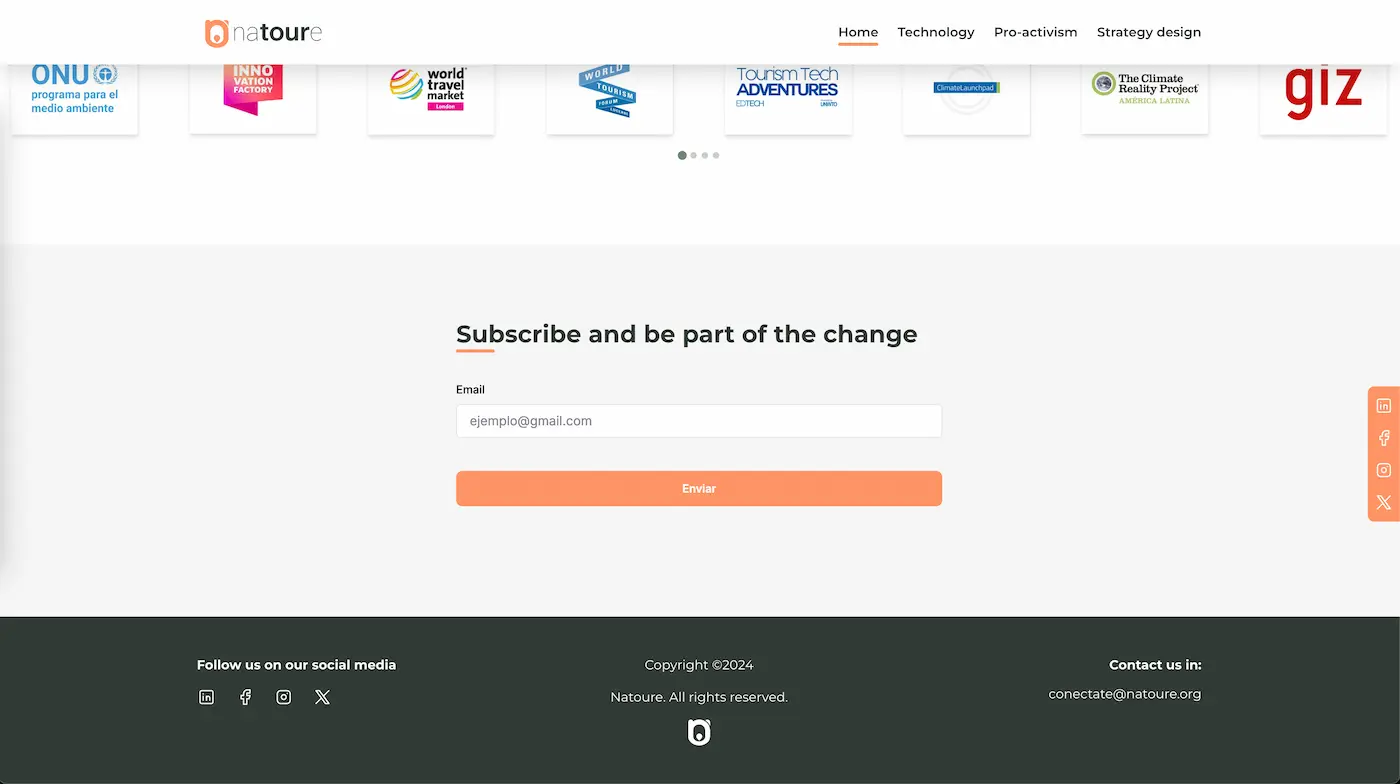 natoure
Home
Technology
Pro-activism
Strategy design
ONU
programa para el
medio ambiente
INNO
VATION
FACTORY
world
travel
market
London
WORLD
TOURISM
FORUM
Tourism Tech
ADVENTURES
EDTECH
ClimateLaunchpad
The Climate
Reality Project
AMÉRICA LATINA
giz
Subscribe and be part of the change
Email
ejemplo@gmail.com
Enviar
Follow us on our social media
Copyright ©2024
Natoure. All rights reserved.
Contact us in:
conectate@natoure.org